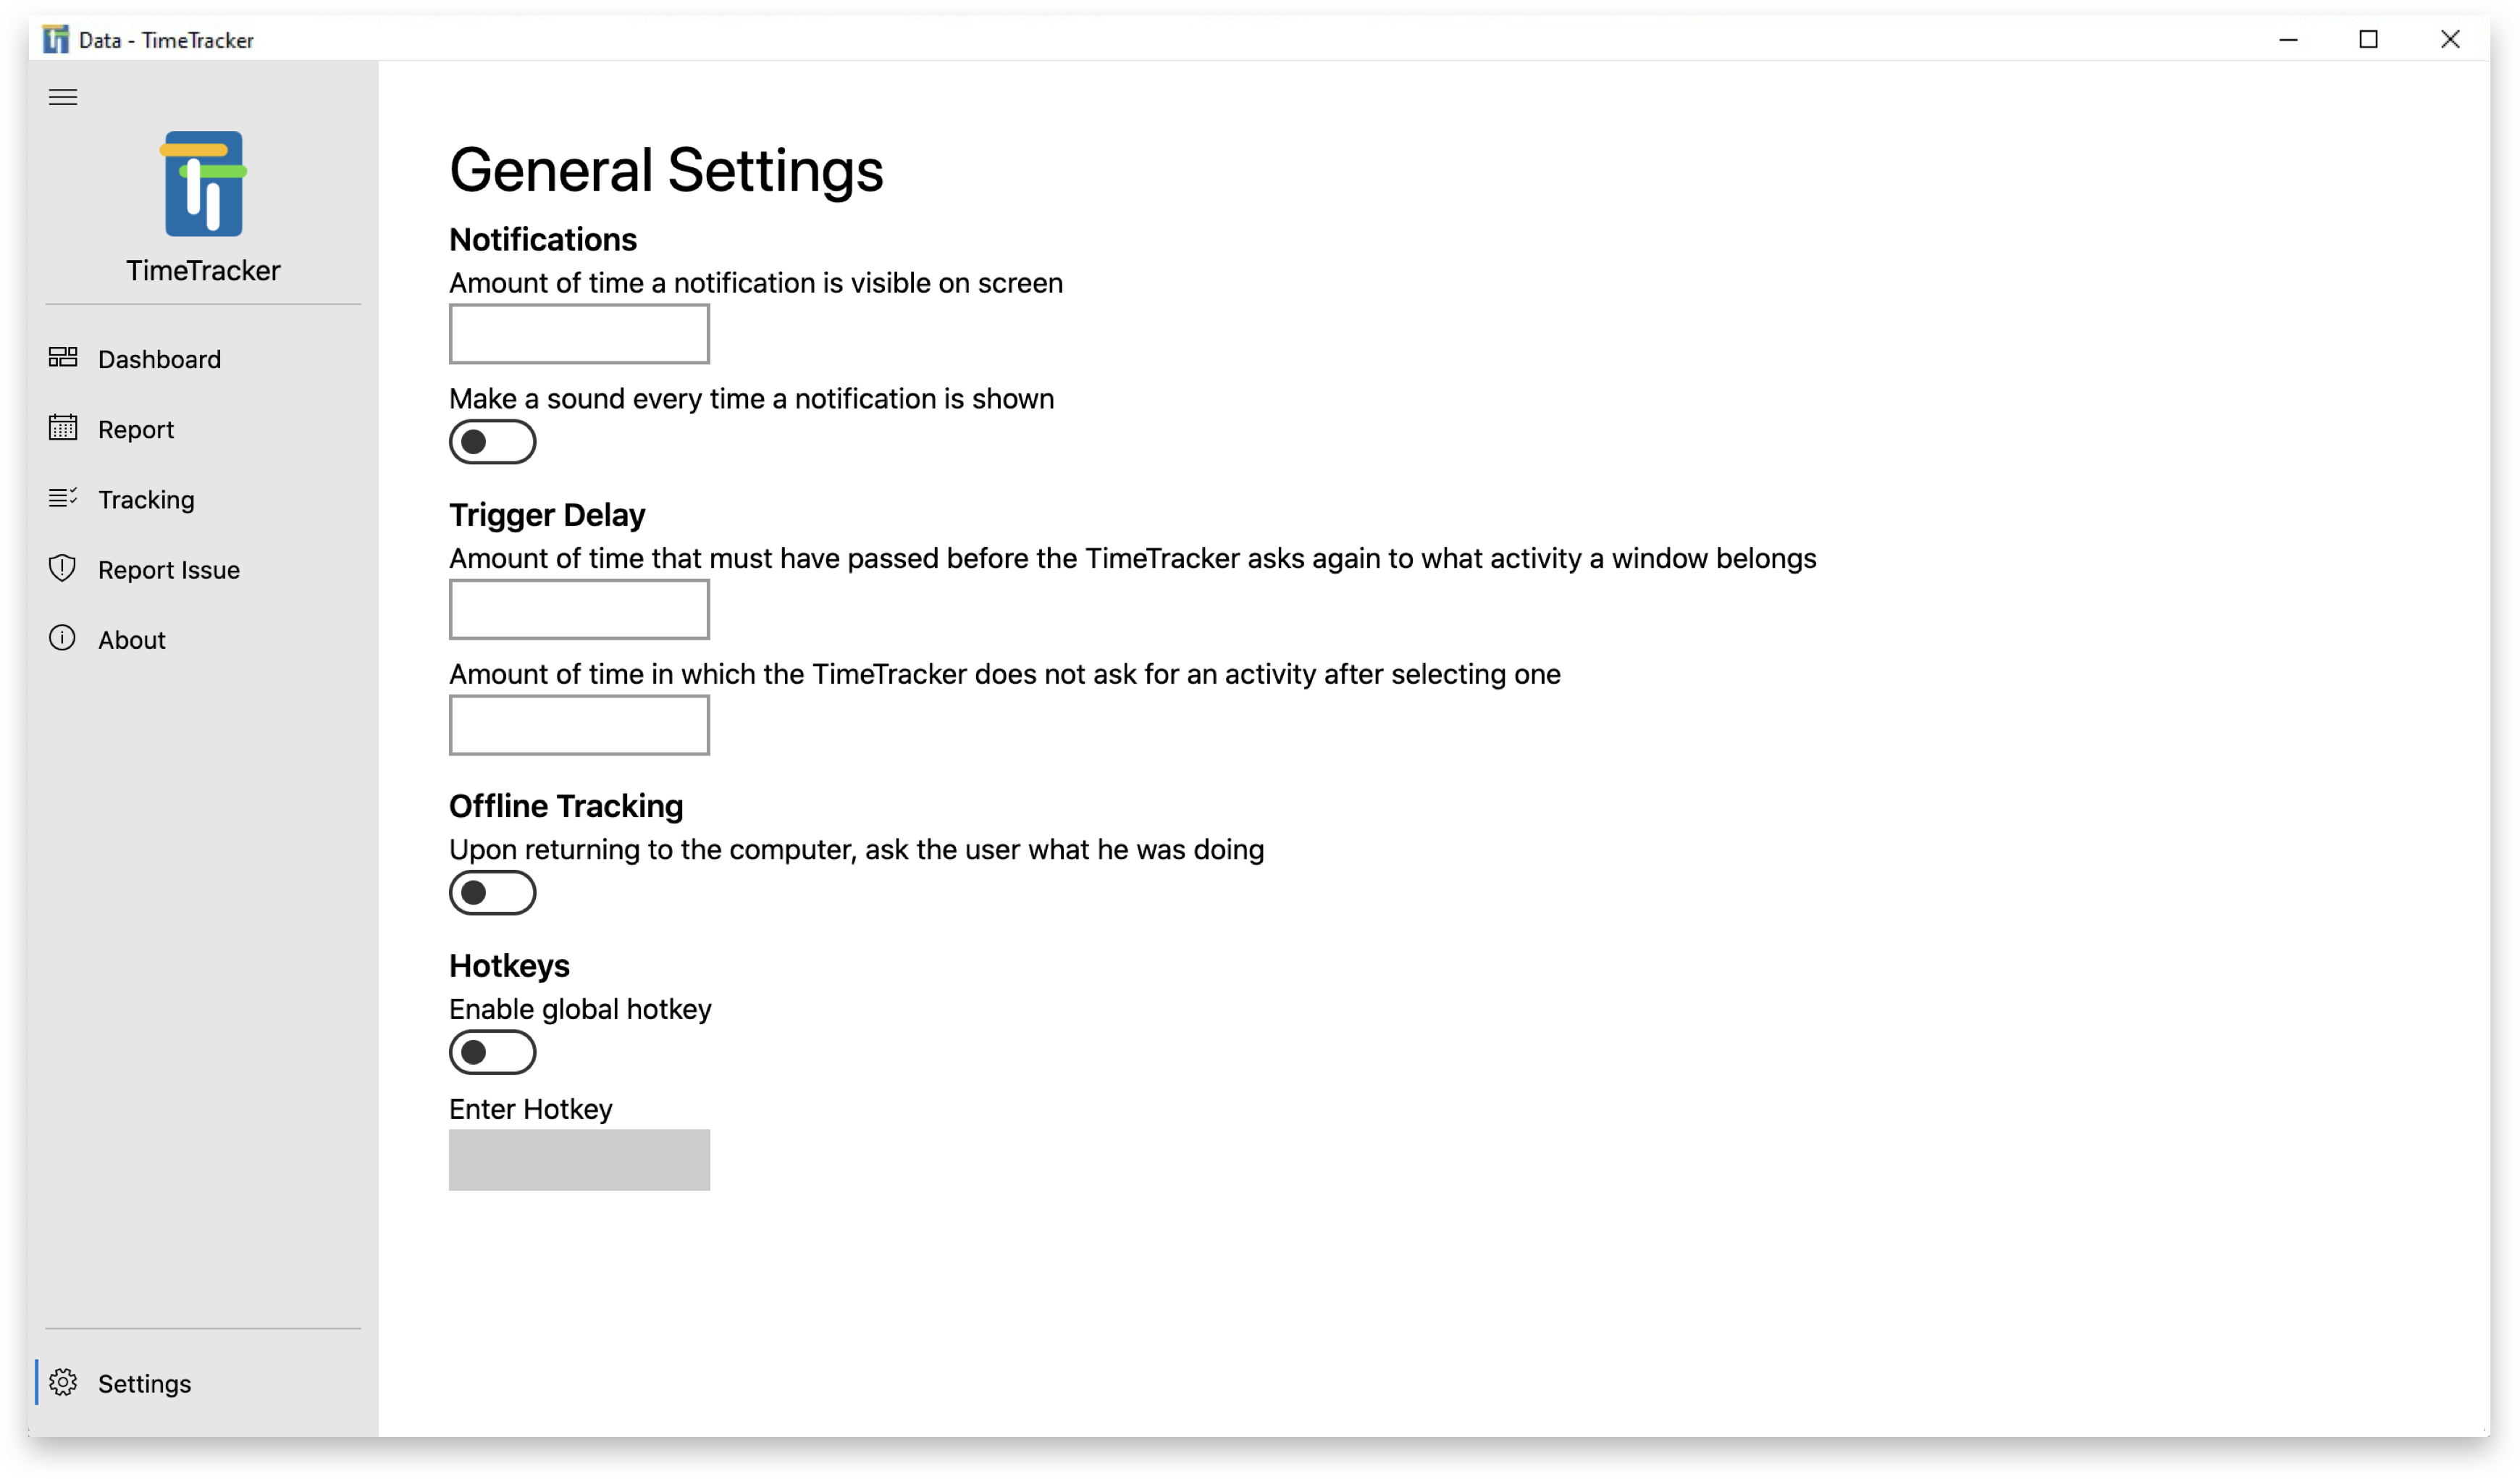 Data - TimeTracker
TimeTracker
Dashboard
Report
Tracking
Report Issue
About
Settings
General Settings
Notifications
Amount of time a notification is visible on screen
Make a sound every time a notification is shown
Trigger Delay
Amount of time that must have passed before the TimeTracker asks again to what activity a window belongs
Amount of time in which the TimeTracker does not ask for an activity after selecting one
Offline Tracking
Upon returning to the computer, ask the user what he was doing
Hotkeys
Enable global hotkey
Enter Hotkey